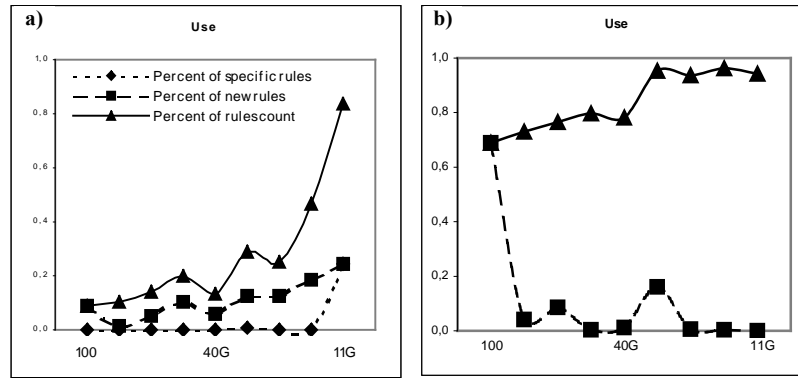 a)
Use
1,0
0,8
0,6
0,4
0,2
0,0
Percent of specific rules
Percent of new rules
Percent of rules count
100 40G 11G
b)
Use
1,0
0,8
0,6
0,4
0,2
0,0
100 40G 11G